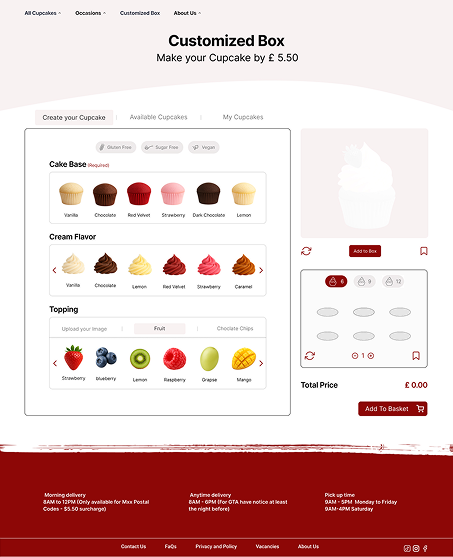 All Cupcakes
Occasions
Customized Box
About Us
Customized Box
Make your Cupcake by £ 5.50
Create your Cupcake
Available Cupcakes
My Cupcakes
Gluten Free
Sugar Free
Vegan
Cake Base (Required)
Vanilla
Chocolate
Red Velvet
Strawberry
Dark Chocolate
Lemon
Cream Flavor
Vanilla
Chocolate
Lemon
Red Velvet
Strawberry
Caramel
Topping
Upload your Image
Fruit
Choclate Chips
Strawberry
blueberry
Lemon
Raspberry
Grapse
Mango
Add to Box
6
9
12
1
Total Price
£ 0.00
Add To Basket
Morning delivery
8AM to 12PM (Only available for Mxx Postal
Codes - $5.50 surcharge)
Anytime delivery
8AM - 6PM (For GTA have notice at least
the night before)
Pick up time
9AM - 5PM Monday to Friday
9AM-4PM Saturday
Contact Us
FaQs
Privacy and Policy
Vacancies
About Us